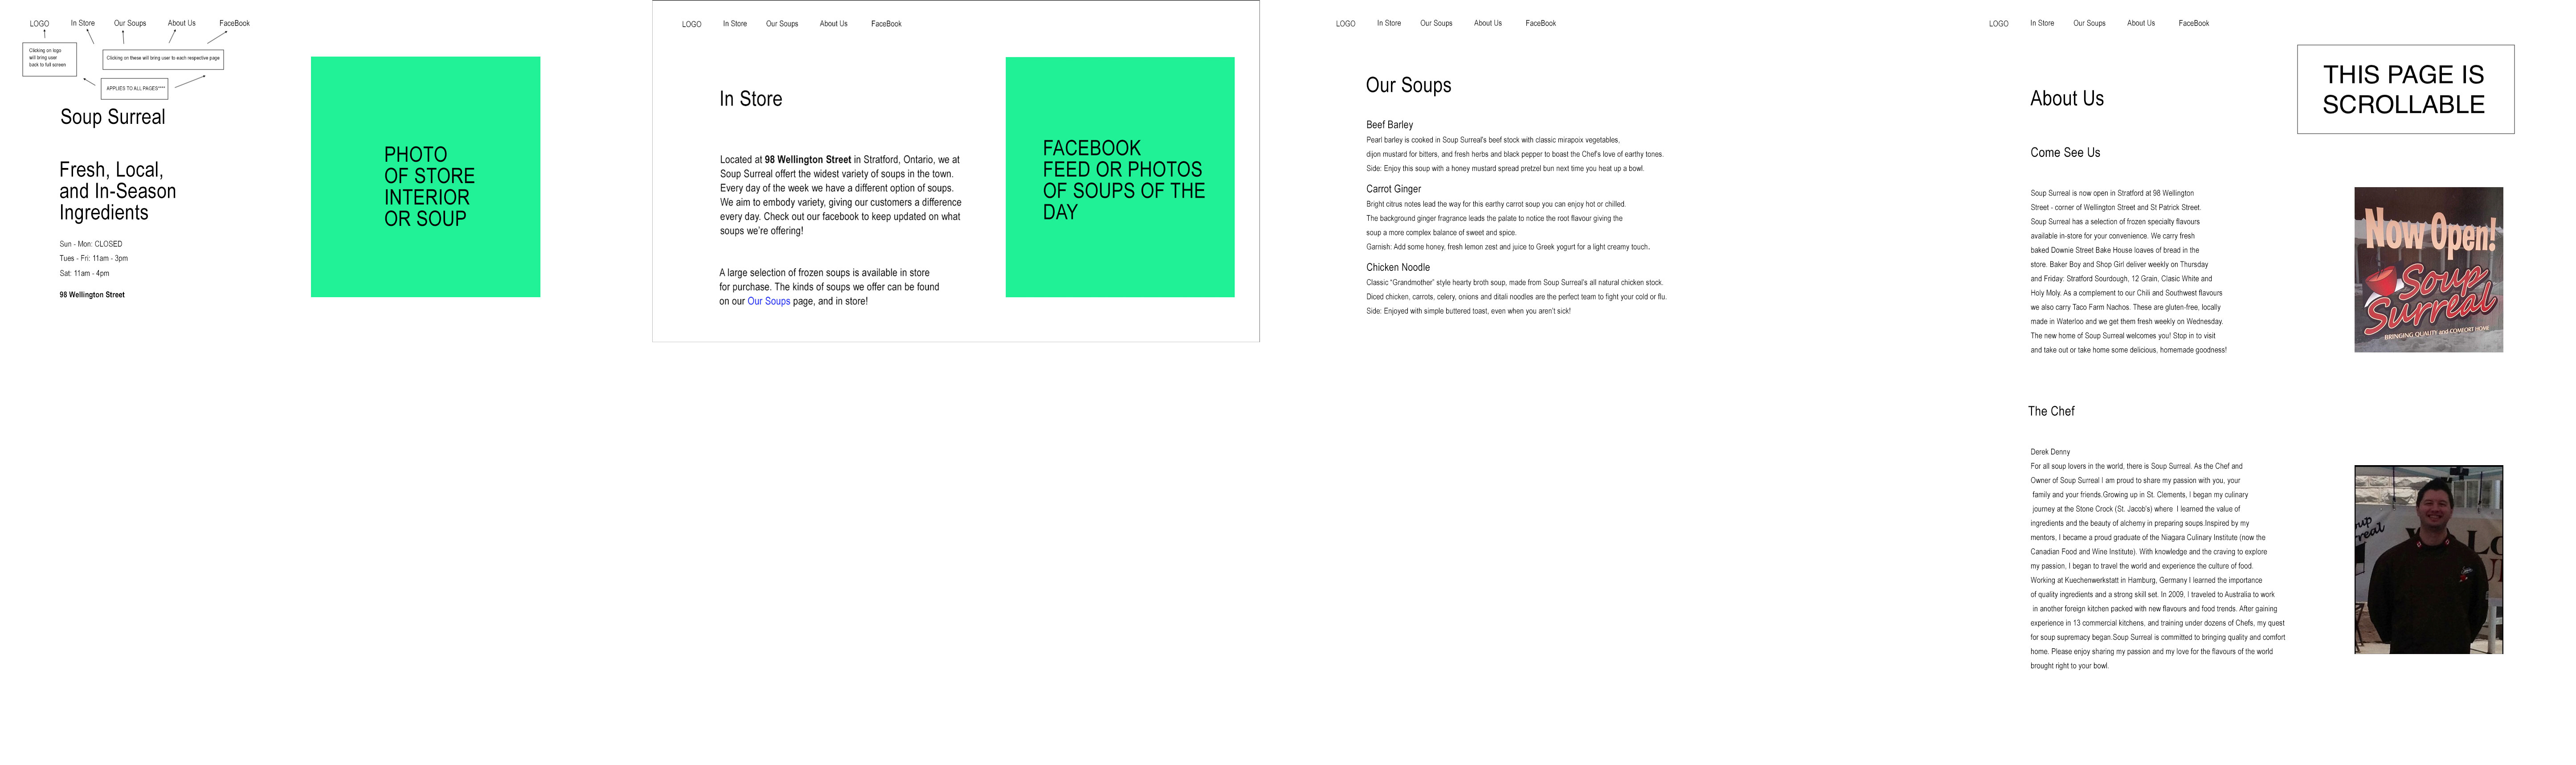 LOGO In Store Our Soups About Us FaceBook
Clicking on logo
will bring user
back to full screen
Clicking on these will bring user to each respective page
APPLIES TO ALL PAGES****
Soup Surreal
Fresh, Local,
and In-Season
Ingredients
Sun - Mon: CLOSED
Tues - Fri: 11am - 3pm
Sat: 11am - 4pm
98 Wellington Street
PHOTO
OF STORE
INTERIOR
OR SOUP
LOGO In Store Our Soups About Us FaceBook
In Store
Located at 98 Wellington Street in Stratford, Ontario, we at
Soup Surreal offert the widest variety of soups in the town.
Every day of the week we have a different option of soups.
We aim to embody variety, giving our customers a difference
every day. Check out our facebook to keep updated on what
soups we're offering!
A large selection of frozen soups is available in store
for purchase. The kinds of soups we offer can be found
on our Our Soups page, and in store!
FACEBOOK
FEED OR PHOTOS
OF SOUPS OF THE
DAY
LOGO In Store Our Soups About Us FaceBook
Our Soups
Beef Barley
Pearl barley is cooked in Soup Surreal's beef stock with classic mirapoix vegetables,
dijon mustard for bitters, and fresh herbs and black pepper to boast the Chef's love of earthy tones.
Side: Enjoy this soup with a honey mustard spread pretzel bun next time you heat up a bowl.
Carrot Ginger
Bright citrus notes lead the way for this earthy carrot soup you can enjoy hot or chilled.
The background ginger fragrance leads the palate to notice the root flavour giving the
soup a more complex balance of sweet and spice.
Garnish: Add some honey, fresh lemon zest and juice to Greek yogurt for a light creamy touch.
Chicken Noodle
Classic “Grandmother” style hearty broth soup, made from Soup Surreal's all natural chicken stock.
Diced chicken, carrots, celery, onions and ditali noodles are the perfect team to fight your cold or flu.
Side: Enjoyed with simple buttered toast, even when you aren't sick!
LOGO In Store Our Soups About Us FaceBook
THIS PAGE IS
SCROLLABLE
About Us
Come See Us
Soup Surreal is now open in Stratford at 98 Wellington
Street - corner of Wellington Street and St Patrick Street.
Soup Surreal has a selection of frozen specialty flavours
available in-store for your convenience. We carry fresh
baked Downie Street Bake House loaves of bread in the
store. Baker Boy and Shop Girl deliver weekly on Thursday
and Friday: Stratford Sourdough, 12 Grain, Clasic White and
Holy Moly. As a complement to our Chili and Southwest flavours
we also carry Taco Farm Nachos. These are gluten-free, locally
made in Waterloo and we get them fresh weekly on Wednesday.
The new home of Soup Surreal welcomes you! Stop in to visit
and take out or take home some delicious, homemade goodness!
Now Open!
Soup
Surreal
BRINGING QUALITY and COMFORT HOME
The Chef
Derek Denny
For all soup lovers in the world, there is Soup Surreal. As the Chef and
Owner of Soup Surreal I am proud to share my passion with you, your
family and your friends.Growing up in St. Clements, I began my culinary
journey at the Stone Crock (St. Jacob's) where I learned the value of
ingredients and the beauty of alchemy in preparing soups.Inspired by my
mentors, I became a proud graduate of the Niagara Culinary Institute (now the
Canadian Food and Wine Institute). With knowledge and the craving to explore
my passion, I began to travel the world and experience the culture of food.
Working at Kuechenwerkstatt in Hamburg, Germany I learned the importance
of quality ingredients and a strong skill set. In 2009, I traveled to Australia to work
in another foreign kitchen packed with new flavours and food trends. After gaining
experience in 13 commercial kitchens, and training under dozens of Chefs, my quest
for soup supremacy began.Soup Surreal is committed to bringing quality and comfort
home. Please enjoy sharing my passion and my love for the flavours of the world
brought right to your bowl.